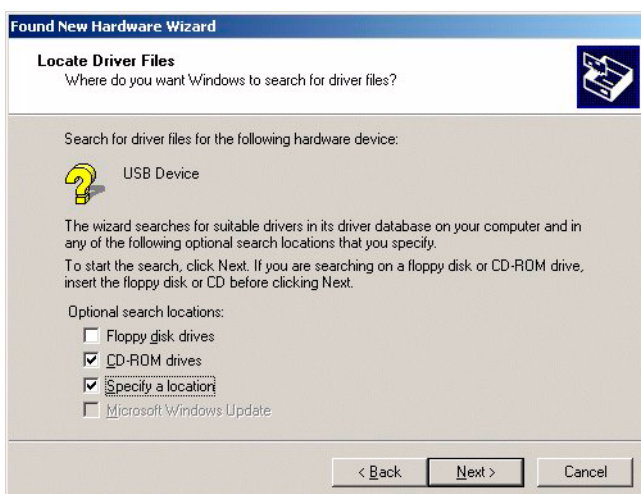 Found New Hardware Wizard
Locate Driver Files
Where do you want Windows to search for driver files?
Search for driver files for the following hardware device:
USB Device
The wizard searches for suitable drivers in its driver database on your computer and in
any of the following optional search locations that you specify.
To start the search, click Next. If you are searching on a floppy disk or CD-ROM drive,
insert the floppy disk or CD before clicking Next.
Optional search locations:
Floppy disk drives
CD-ROM drives
Specify a location
Microsoft Windows Update
< Back Next > Cancel